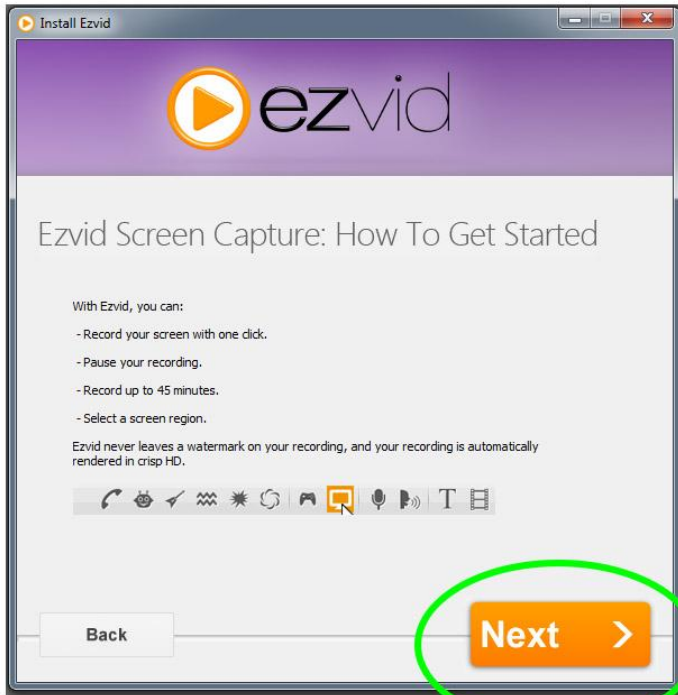 Install Ezvid
ezvid
Ezvid Screen Capture: How To Get Started
With Ezvid, you can:
- Record your screen with one click.
- Pause your recording.
- Record up to 45 minutes.
- Select a screen region.
Ezvid never leaves a watermark on your recording, and your recording is automatically
rendered in crisp HD.
T
Back
Next